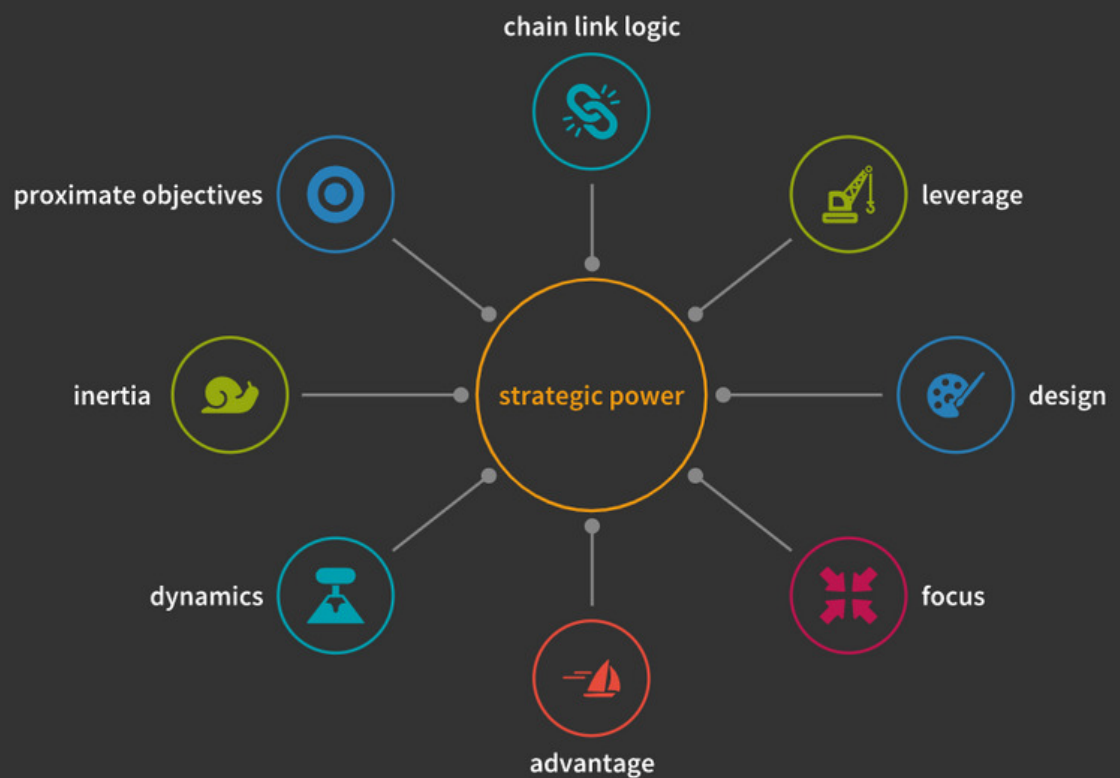 chain link logic
proximate objectives
leverage
inertia
strategic power
design
dynamics
focus
advantage